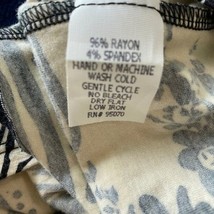 96% RAYON
4% SPANDEX
HAND OR MACHINE
WASH COLD
GENTLE CYCLE
NO BLEACH
DRY FLAT
LOW IRON
RN# 95070